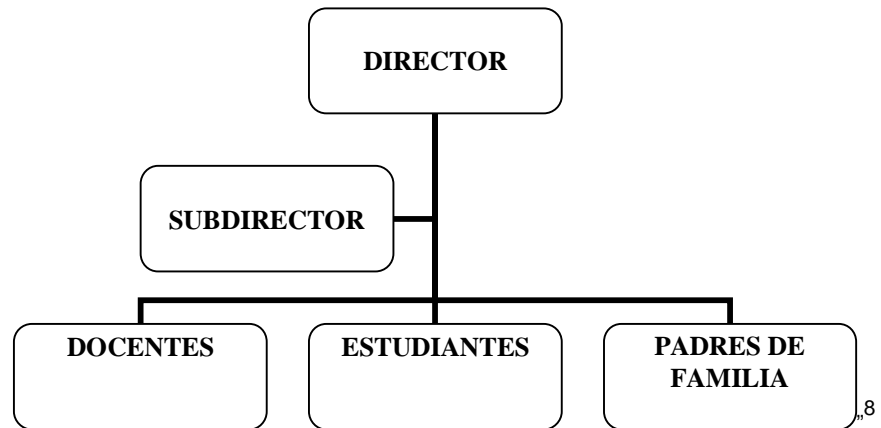 DIRECTOR
SUBDIRECTOR
DOCENTES
ESTUDIANTES
PADRES DE
FAMILIA
„8